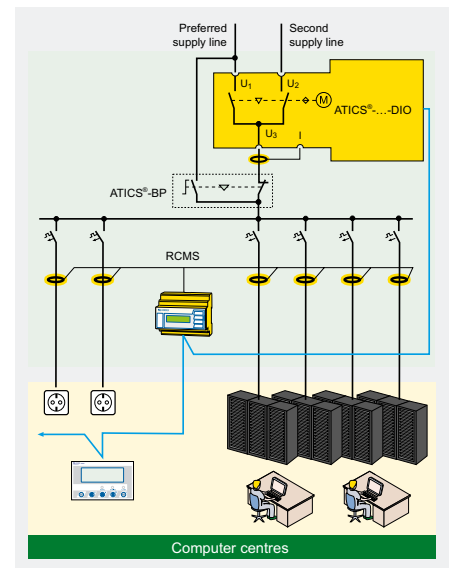 Preferred
supply line
Second
supply line
U1
U2
M
ATICS®-…-DIO
U3
I
ATICS®-BP
RCMS
Computer centres